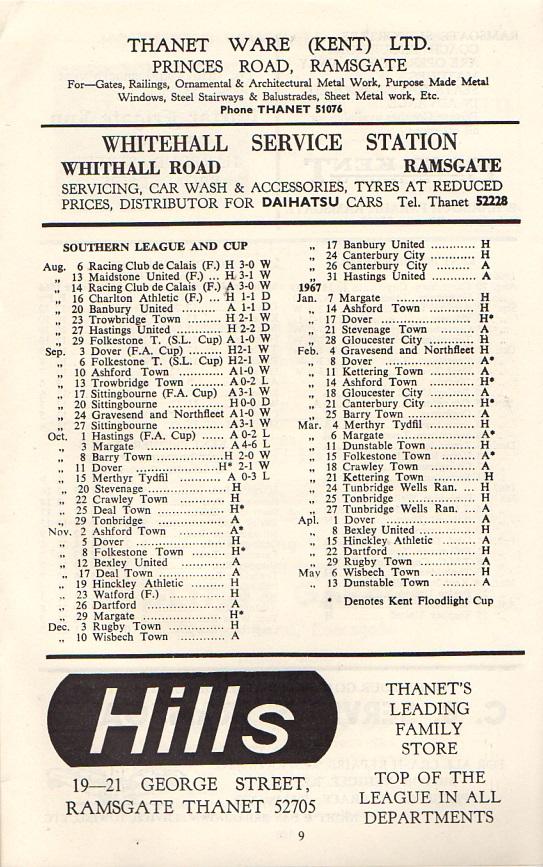 THANET WARE (KENT) LTD.
PRINCES ROAD, RAMSGATE
For—Gates, Railings, Ornamental & Architectural Metal Work, Purpose Made Metal
Windows, Steel Stairways & Balustrades, Sheet Metal work, Etc.
Phone THANET 51076
WHITEHALL SERVICE STATION
WHITHALL ROAD RAMSGATE
SERVICING, CAR WASH & ACCESSORIES, TYRES AT REDUCED
PRICES, DISTRIBUTOR FOR DAIHATSU CARS Tel. Thanet 52228
SOUTHERN LEAGUE AND CUP
Aug. 6 Racing Club de Calais (F.) H 3-0 W
„ 13 Maidstone United (F.) ... H 3-1 W
„ 14 Racing Club de Calais (F.) A 3-0 W
„ 16 Charlton Athletic (F.) ... H 1-1 D
„ 20 Banbury United ............ A 1-1 D
„ 23 Trowbridge Town ......... H 2-1 W
„ 27 Hastings United ............ H 2-2 D
„ 29 Folkestone T. (S.L. Cup) A 1-0 W
Sep. 3 Dover (F.A. Cup) ......... H2-1 W
„ 6 Folkestone T. (S.L. Cup) H2-1 W
„ 10 Ashford Town ............ A1-0 W
„ 13 Trowbridge Town ......... A 0-2 L
„ 17 Sittingbourne (F.A. Cup) A3-1 W
„ 20 Sittingbourne ............ H 0-0 D
„ 24 Gravesend and Northfleet A1-0 W
„ 27 Sittingbourne ............ A3-1 W
Oct. 1 Hastings (F.A. Cup) ...... A 0-2 L
„ 3 Margate .................. A 4-6 L
„ 8 Barry Town ............... H 2-0 W
„ 11 Dover .....................H* 2-1 W
„ 15 Merthyr Tydfil ............ A 0-3 L
„ 20 Stevenage .................. H
„ 22 Crawley Town ............ H
„ 25 Deal Town ............... H*
„ 29 Tonbridge .................. A
Nov. 2 Ashford Town ............ A*
„ 5 Dover ..................... H
„ 8 Folkestone Town ......... H*
„ 12 Bexley United ............ A
„ 17 Deal Town ............... A
„ 19 Hinckley Athletic ......... H
„ 23 Watford (F.) ............... H
„ 26 Dartford .................. A
„ 29 Margate .................. H*
Dec. 3 Rugby Town ............... H
„ 10 Wisbech Town ............ A
„ 17 Banbury United ............ H
„ 24 Canterbury City ............ H
„ 26 Canterbury City ............ A
„ 31 Hastings United ............ A
1967
Jan. 7 Margate ..................... H
„ 14 Ashford Town ............... H
„ 17 Dover ........................ H*
„ 21 Stevenage Town ............ A
„ 28 Gloucester City ............ H
Feb. 4 Gravesend and Northfleet H
„ 8 Dover ........................ A*
„ 11 Kettering Town ............ A
„ 14 Ashford Town ............... H*
„ 18 Gloucester City ............ A
„ 21 Canterbury City ............ H*
„ 25 Barry Town .................. A
Mar. 4 Merthyr Tydfil ............ H
„ 6 Margate ..................... A*
„ 11 Dunstable Town ............ H
„ 15 Folkestone Town ............ A*
„ 18 Crawley Town ............... A
„ 21 Kettering Town ............ H
„ 24 Tunbridge Wells Ran. ... H
„ 25 Tonbridge .................. H
„ 27 Tunbridge Wells Ran. ... A
Apl. 1 Dover ........................ A
„ 8 Bexley United ............... H
„ 15 Hinckley Athletic ......... A
„ 22 Dartford ..................... H
„ 29 Rugby Town ............... A
May 6 Wisbech Town ............ H
„ 13 Dunstable Town ......... A
* Denotes Kent Floodlight Cup
Hills
19—21 GEORGE STREET,
RAMSGATE THANET 52705
THANET'S
LEADING
FAMILY
STORE
TOP OF THE
LEAGUE IN ALL
DEPARTMENTS
9